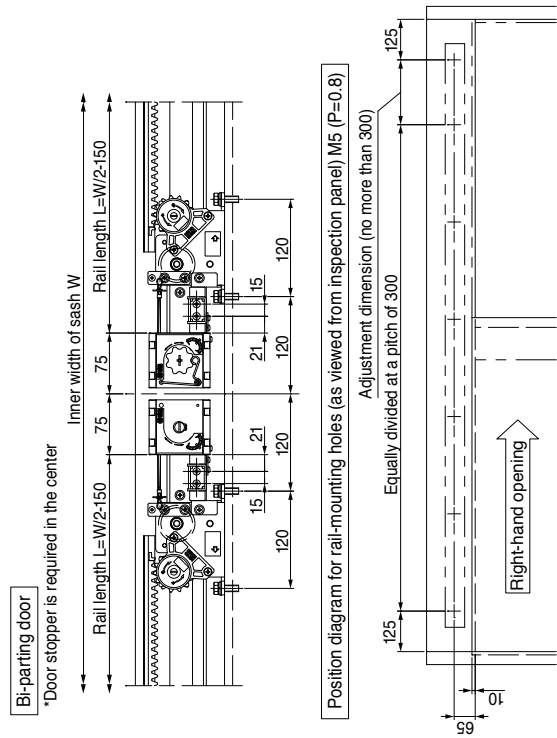 Bi-parting door
*Door stopper is required in the center
Inner width of sash W
Rail length L=W/2-150
75
75
Rail length L=W/2-150
120
15
21
120
120
21
15
120
Position diagram for rail-mounting holes (as viewed from inspection panel) M5 (P=0.8)
Adjustment dimension (no more than 300)
125
Equally divided at a pitch of 300
125
65
10
Right-hand opening